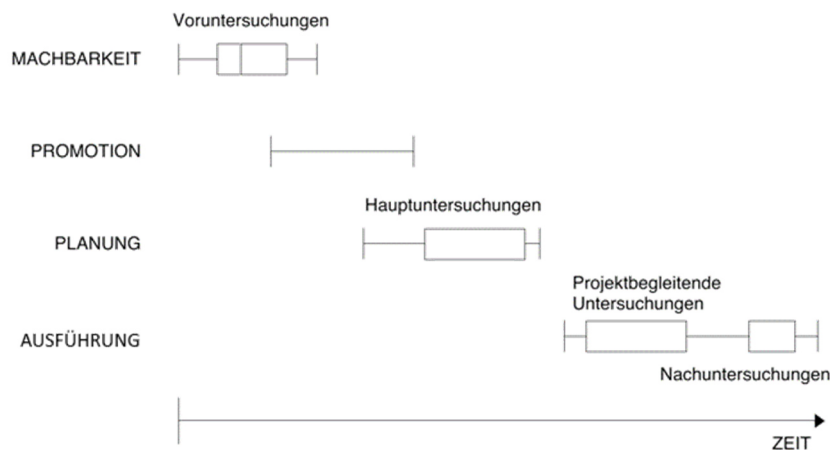 Voruntersuchungen
MACHBARKEIT
PROMOTION
Hauptuntersuchungen
PLANUNG
Projektbegleitende
Untersuchungen
AUSFÜHRUNG
Nachuntersuchungen
ZEIT